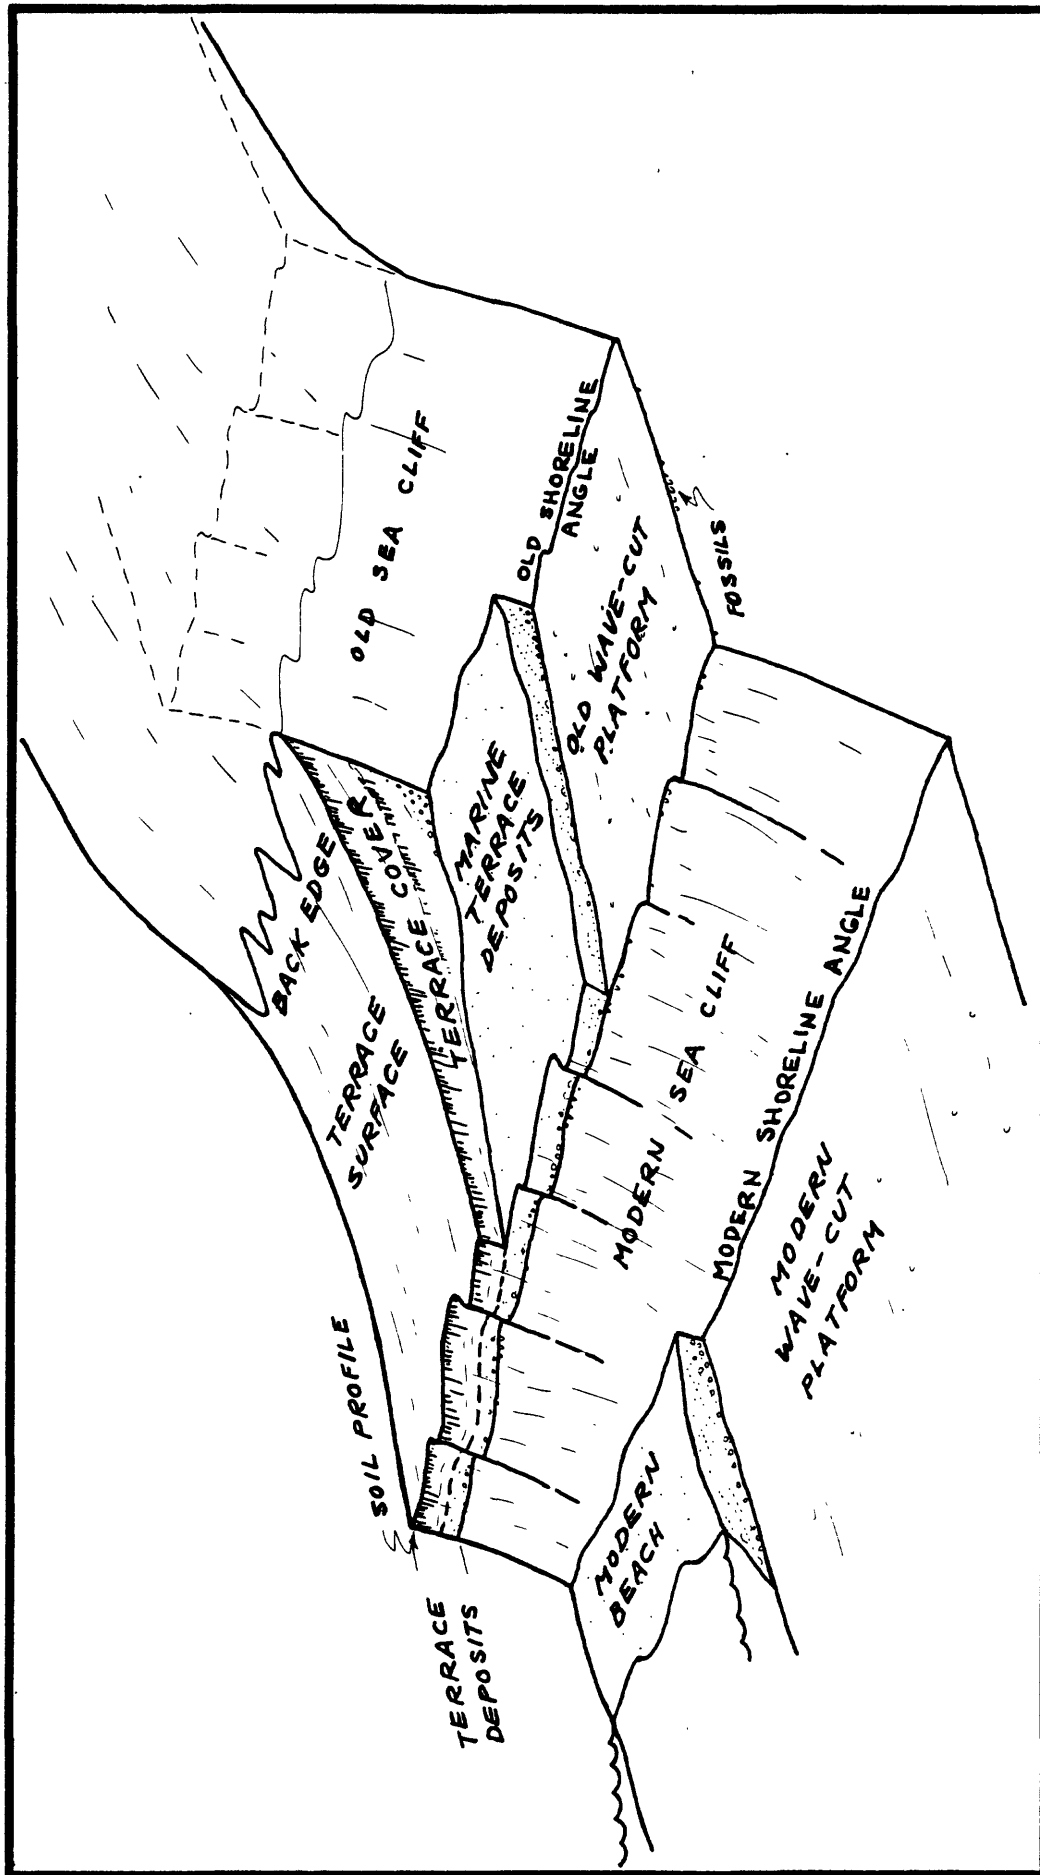 OLD SEA CLIFF
OLD SHORELINE
ANGLE
FOSSILS
OLD WAVE-CUT
PLATFORM
BACK EDGE
TERRACE COVER
MARINE
TERRACE
DEPOSITS
TERRACE
SURFACE
MODERN SEA CLIFF
MODERN SHORELINE ANGLE
MODERN
WAVE-CUT
PLATFORM
SOIL PROFILE
MODERN
BEACH
TERRACE
DEPOSITS